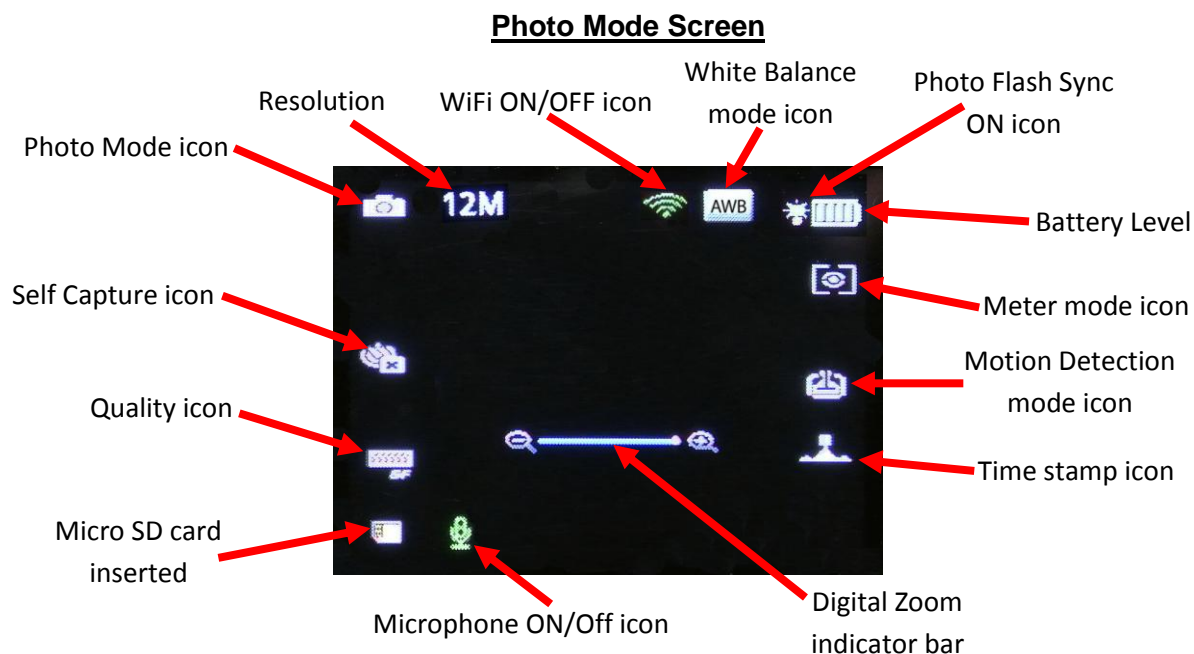 Photo Mode Screen
White Balance
mode icon
Photo Flash Sync
ON icon
Resolution
WiFi ON/OFF icon
Photo Mode icon
12M
AWB
Battery Level
Self Capture icon
Meter mode icon
Motion Detection
mode icon
Quality icon
SF
Time stamp icon
Micro SD card
inserted
Microphone ON/Off icon
Digital Zoom
indicator bar